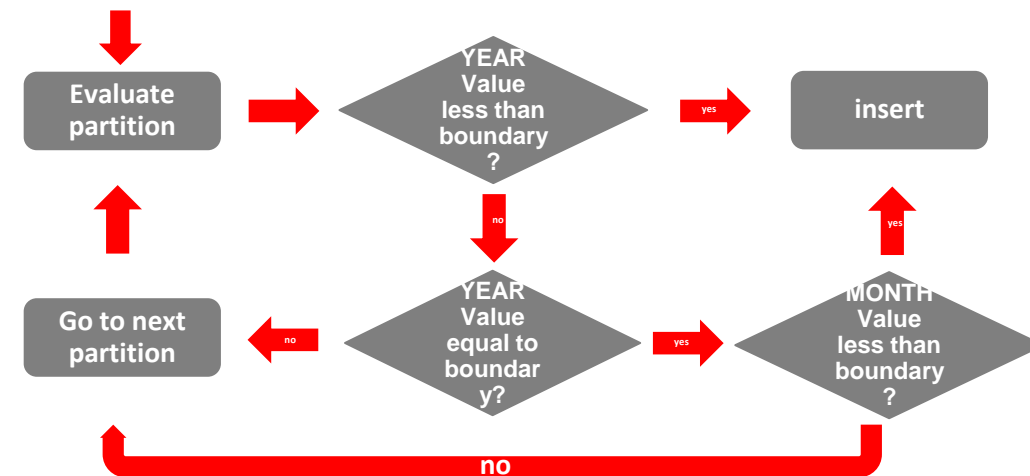 Evaluate
partition
YEAR
Value
less than
boundary
?
yes
insert
no
yes
Go to next
partition
no
YEAR
Value
equal to
boundar
y?
yes
MONTH
Value
less than
boundary
?
no